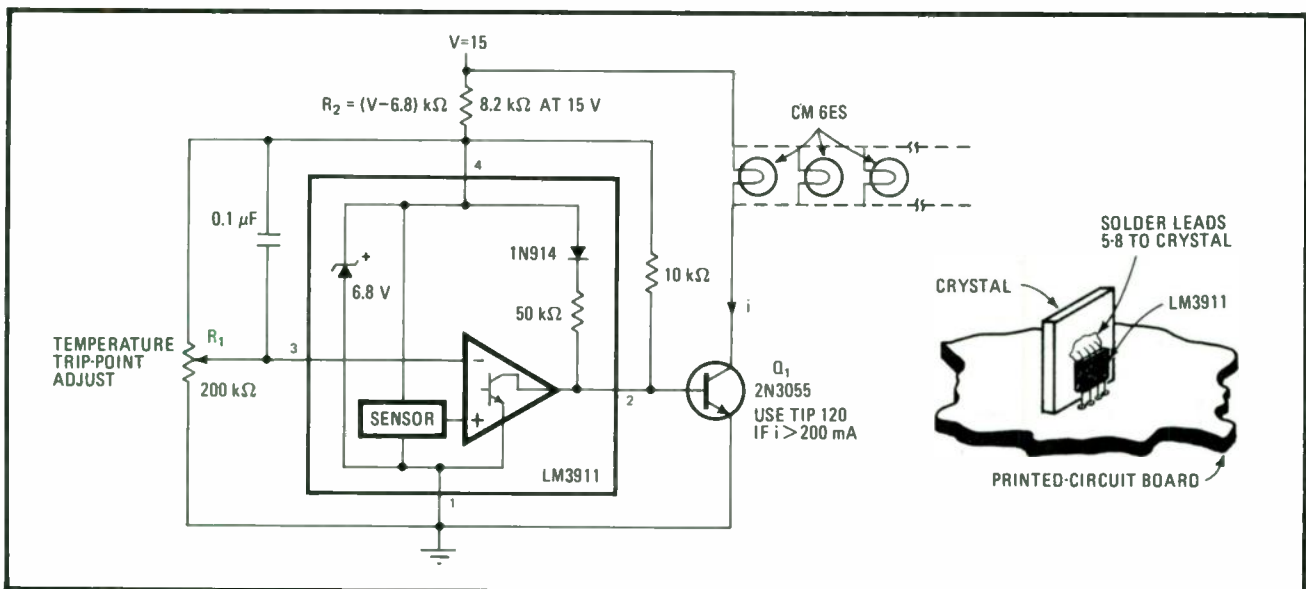 V=15
R₂ = (V−6.8) kΩ
8.2 kΩ AT 15 V
CM 6ES
4
0.1 μF
1N914
+
6.8 V
10 kΩ
50 kΩ
SOLDER LEADS
5-8 TO CRYSTAL
CRYSTAL
LM3911
i
TEMPERATURE
TRIP-POINT
ADJUST
R₁
200 kΩ
3
−
2
Q₁
2N3055
USE TIP 120
IF i > 200 mA
SENSOR
+
LM3911
PRINTED-CIRCUIT BOARD
1